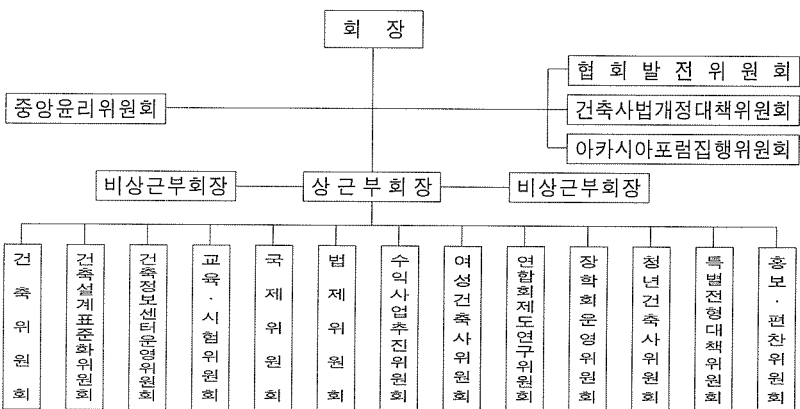 회 장
협 회 발 전 위 원 회
중앙윤리위원회
건축사법개정대책위원회
아카시아포럼집행위원회
비상근부회장
상근부회장
비상근부회장
건축위원회
건축설계표준화위원회
건축정보센터운영위원회
교육·시험위원회
국제위원회
법제위원회
수익사업추진위원회
여성건축사위원회
연합회제도연구위원회
장학회운영위원회
청년건축사위원회
특별전형대책위원회
홍보·편찬위원회